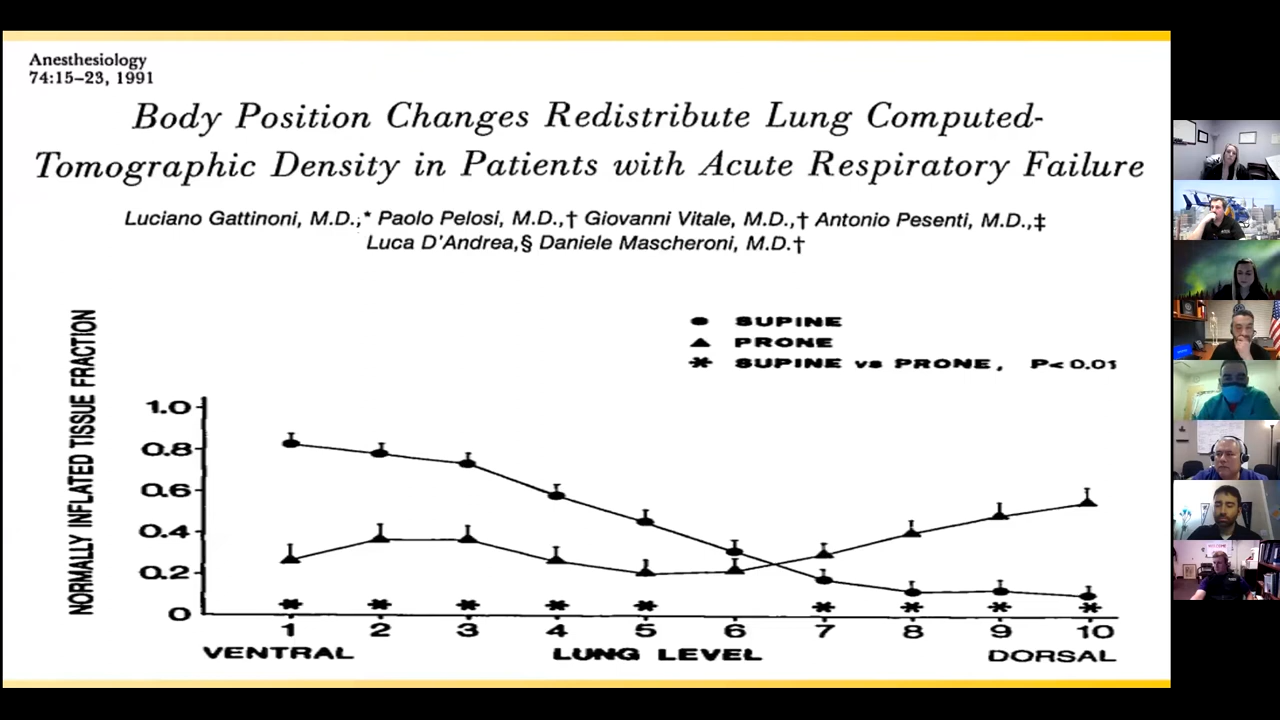 Anesthesiology
74:15–23, 1991
Body Position Changes Redistribute Lung Computed-
Tomographic Density in Patients with Acute Respiratory Failure
Luciano Gattinoni, M.D.,* Paolo Pelosi, M.D.,† Giovanni Vitale, M.D.,† Antonio Pesenti, M.D.,‡
Luca D'Andrea,§ Daniele Mascheroni, M.D.†
SUPINE
PRONE
SUPINE vs PRONE, P<0.01
NORMALLY INFLATED TISSUE FRACTION
1.0
0.8
0.6
0.4
0.2
0
1 2 3 4 5 6 7 8 9 10
VENTRAL LUNG LEVEL DORSAL